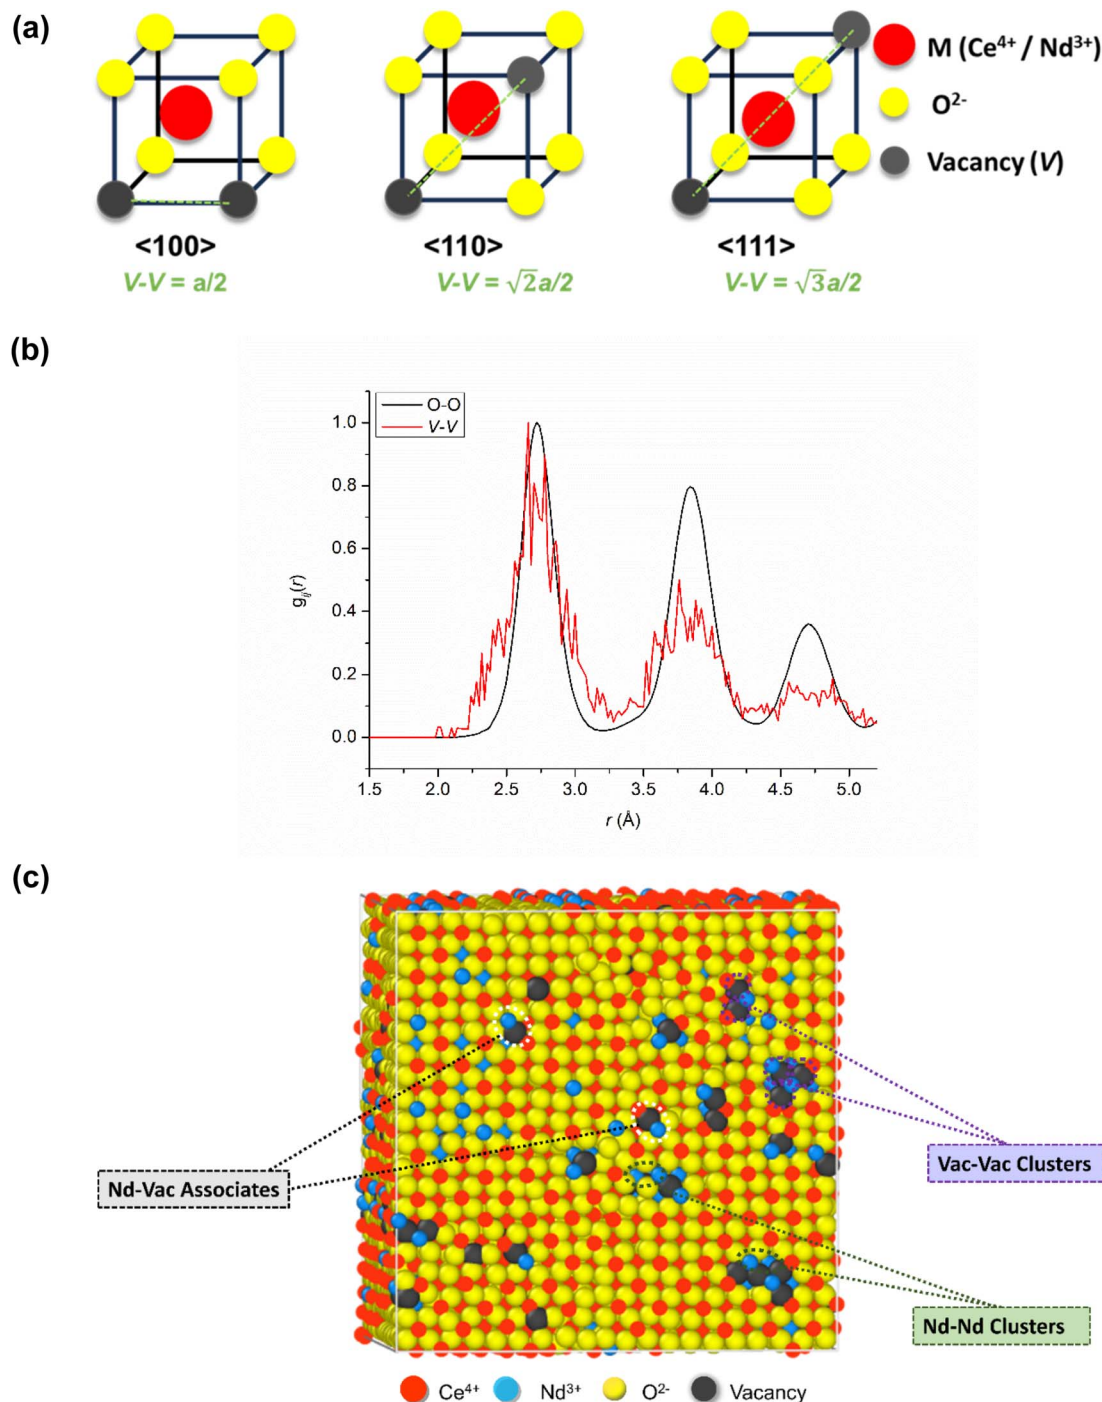 (a)
M (Ce⁴⁺ / Nd³⁺)
O²⁻
Vacancy (V)
<100>
<110>
<111>
V-V = a/2
V-V = √2a/2
V-V = √3a/2
(b)
O-O
V-V
1.0
0.8
0.6
0.4
0.2
0.0
gᵢⱼ(r)
1.5 2.0 2.5 3.0 3.5 4.0 4.5 5.0
r (Å)
(c)
Nd-Vac Associates
Vac-Vac Clusters
Nd-Nd Clusters
Ce⁴⁺ Nd³⁺ O²⁻ Vacancy